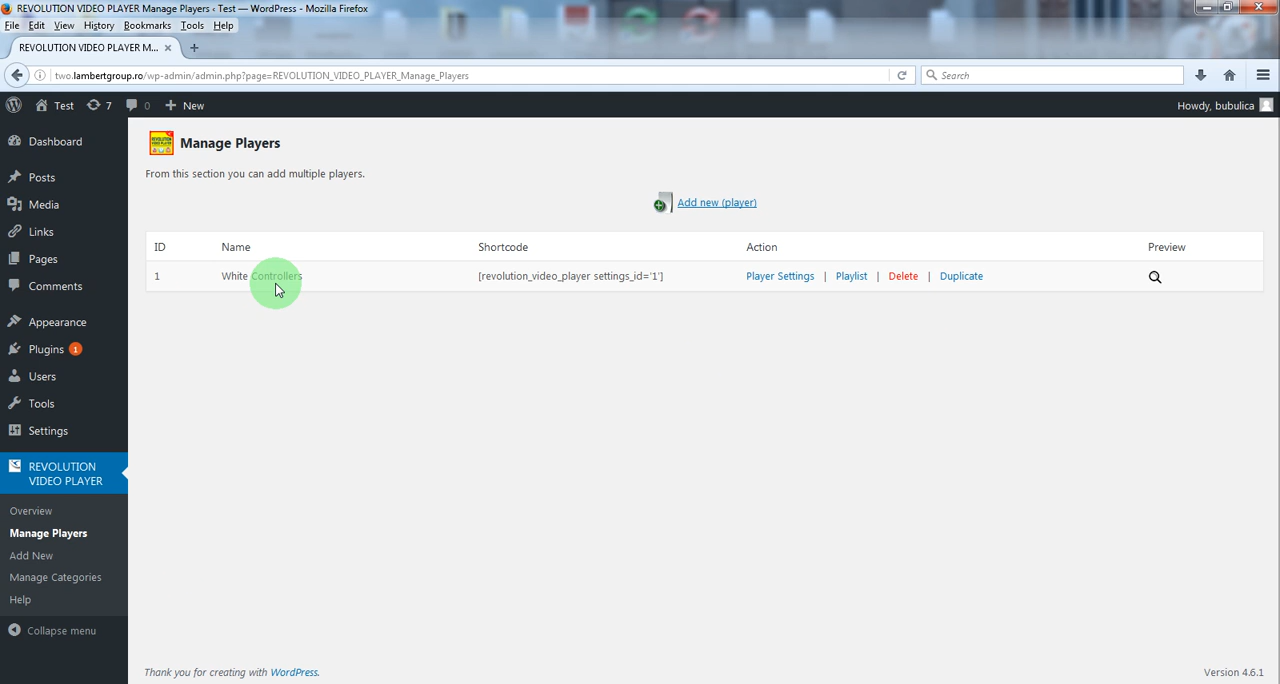 REVOLUTION VIDEO PLAYER Manage Players ‹ Test — WordPress - Mozilla Firefox
File Edit View History Bookmarks Tools Help
REVOLUTION VIDEO PLAYER M... × +
two.lambertgroup.ro/wp-admin/admin.php?page=REVOLUTION_VIDEO_PLAYER_Manage_Players Search
Test 7 0 + New Howdy, bubulica
Dashboard
Posts
Media
Links
Pages
Comments
Appearance
Plugins 1
Users
Tools
Settings
REVOLUTION
VIDEO PLAYER
Overview
Manage Players
Add New
Manage Categories
Help
Collapse menu
Manage Players
From this section you can add multiple players.
Add new (player)
ID Name Shortcode Action Preview
1 White Controllers [revolution_video_player settings_id='1'] Player Settings | Playlist | Delete | Duplicate
Thank you for creating with WordPress. Version 4.6.1